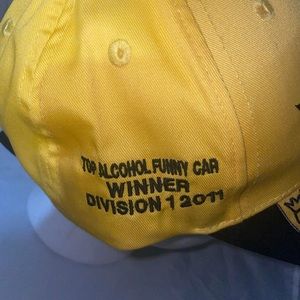 TOP ALCOHOL FUNNY CAR
WINNER
DIVISION 1 2011